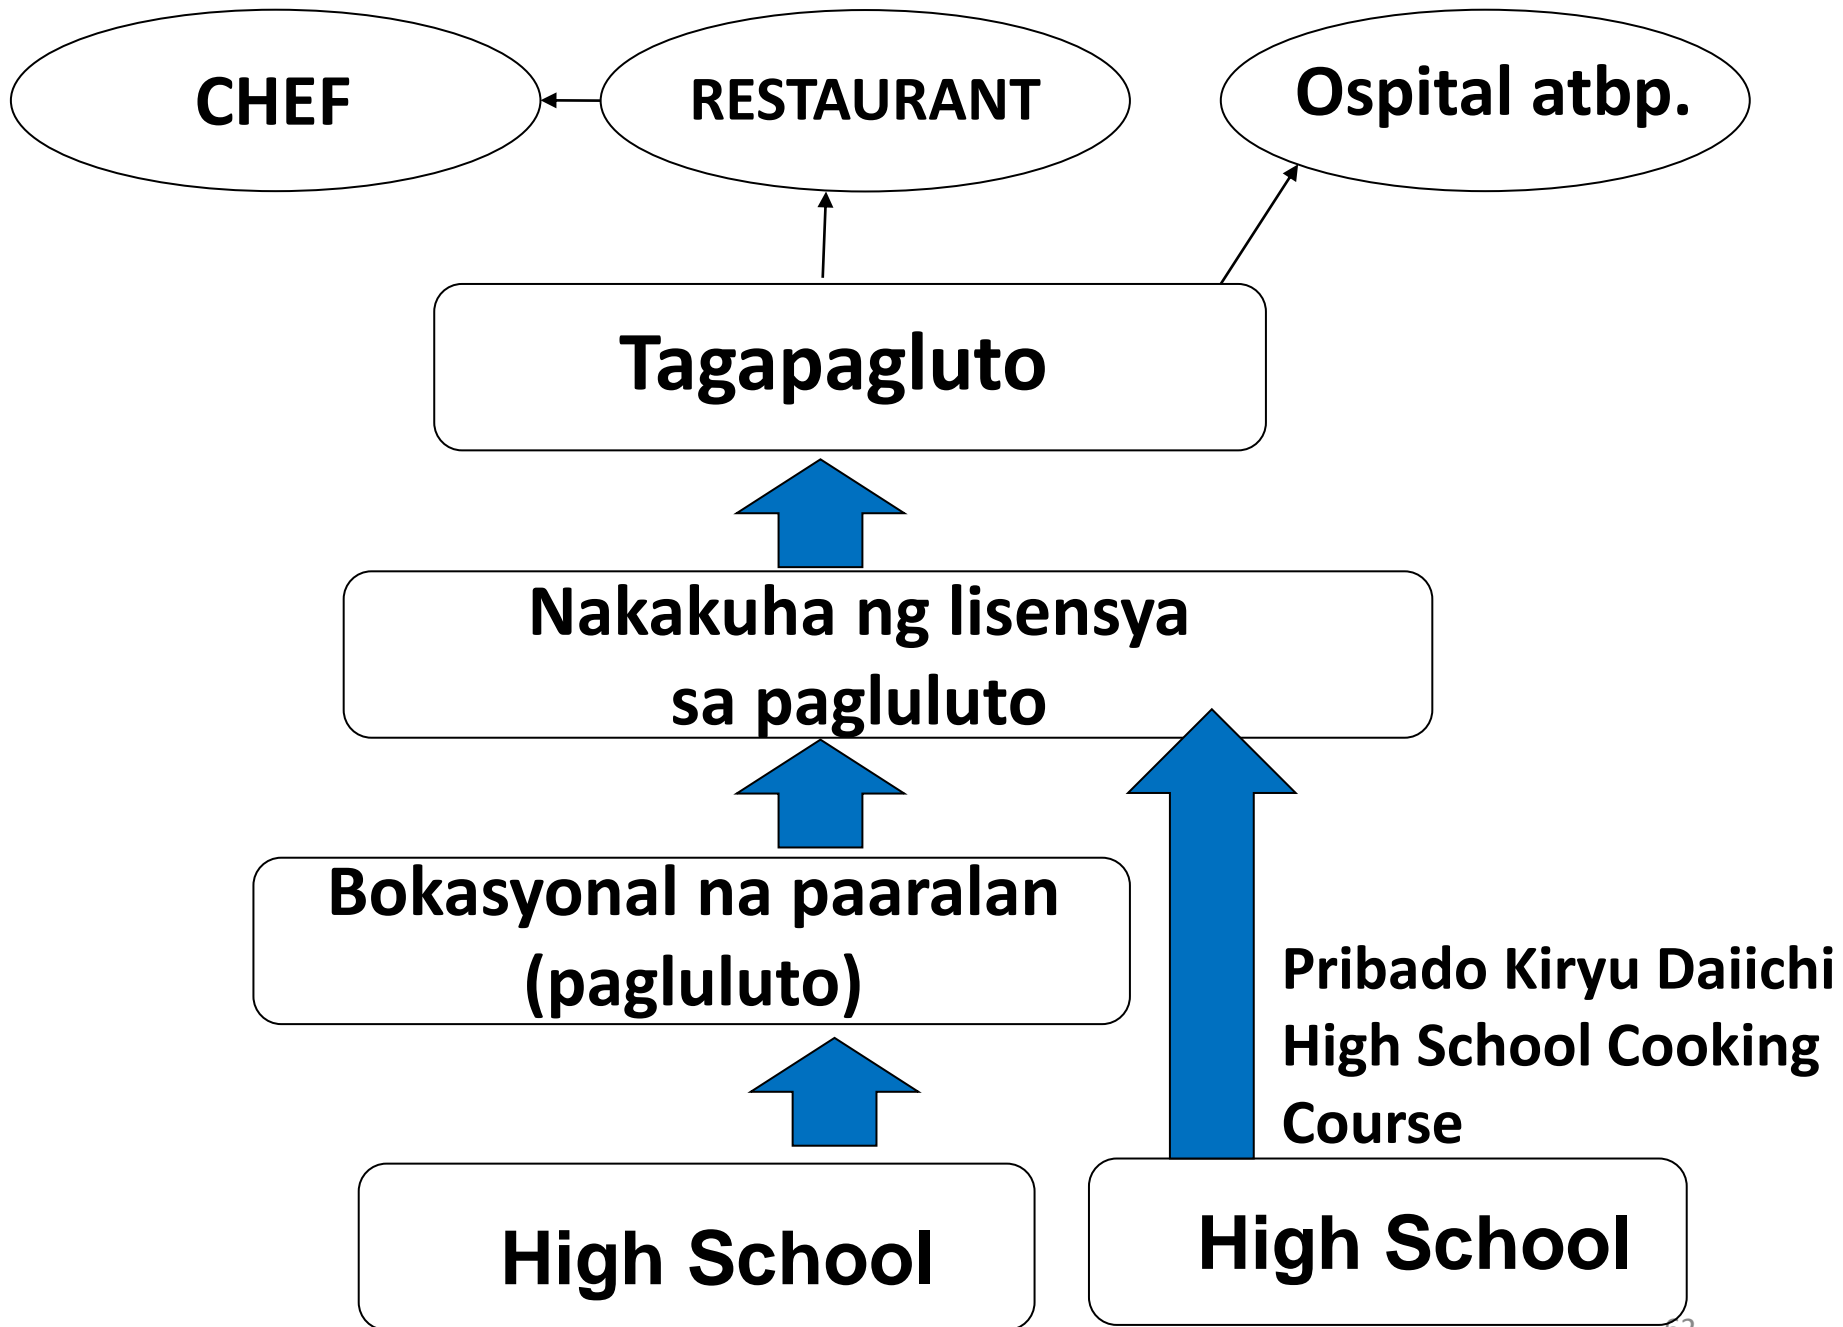 CHEF
RESTAURANT
Ospital atbp.
Tagapagluto
Nakakuha ng lisensya
sa pagluluto
Bokasyonal na paaralan
(pagluluto)
Pribado Kiryu Daiichi
High School Cooking
Course
High School
High School